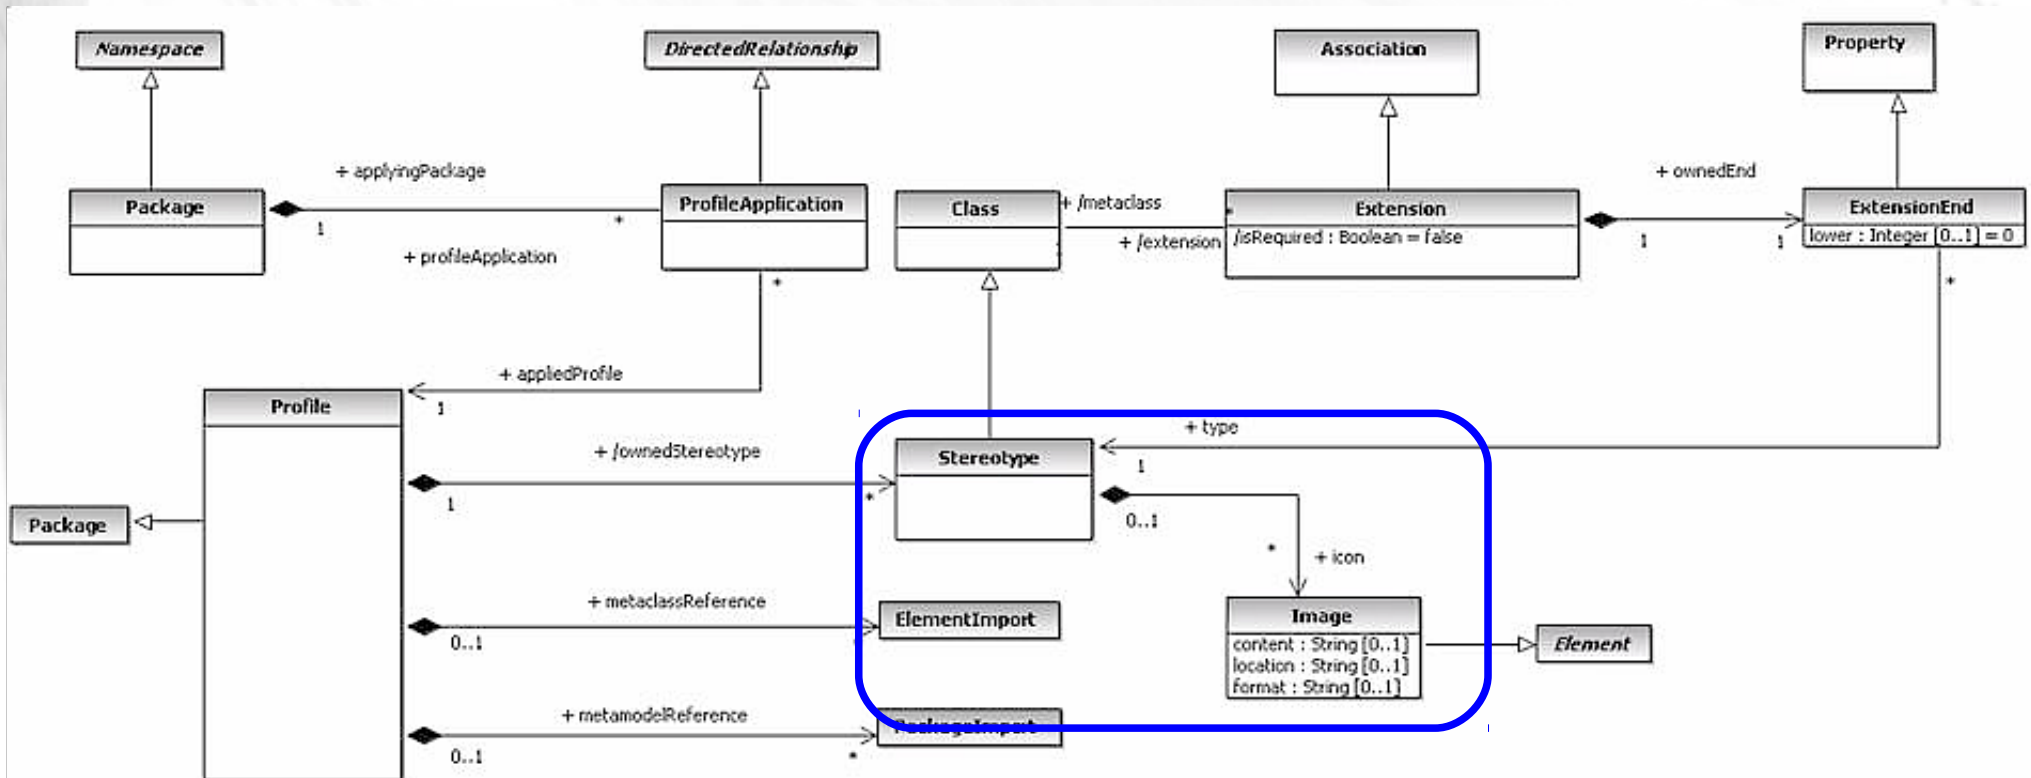 Namespace
DirectedRelationship
Association
Property
+ applyingPackage
+ ownedEnd
Package
1
*
ProfileApplication
Class
+ /metaclass
Extension
ExtensionEnd
+ profileApplication
+ /extension
/isRequired : Boolean = false
1
1
lower : Integer [0..1] = 0
*
*
+ appliedProfile
1
Profile
+ type
+ /ownedStereotype
Stereotype
1
1
*
0..1
Package
*
+ icon
+ metaclassReference
ElementImport
Image
0..1
content : String [0..1]
Element
location : String [0..1]
format : String [0..1]
+ metamodelReference
PackageImport
0..1
*